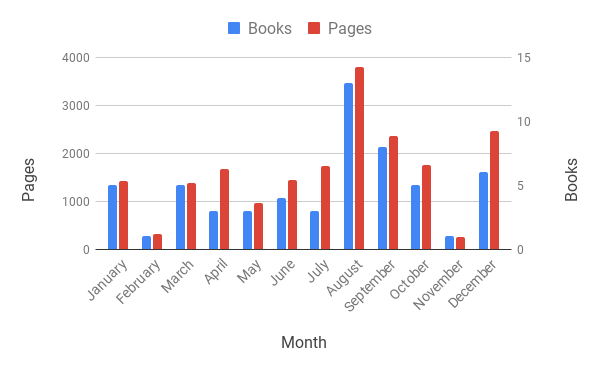 Books Pages
4000
3000
2000
1000
0
15
10
5
0
Pages
Books
January
February
March
April
May
June
July
August
September
October
November
December
Month